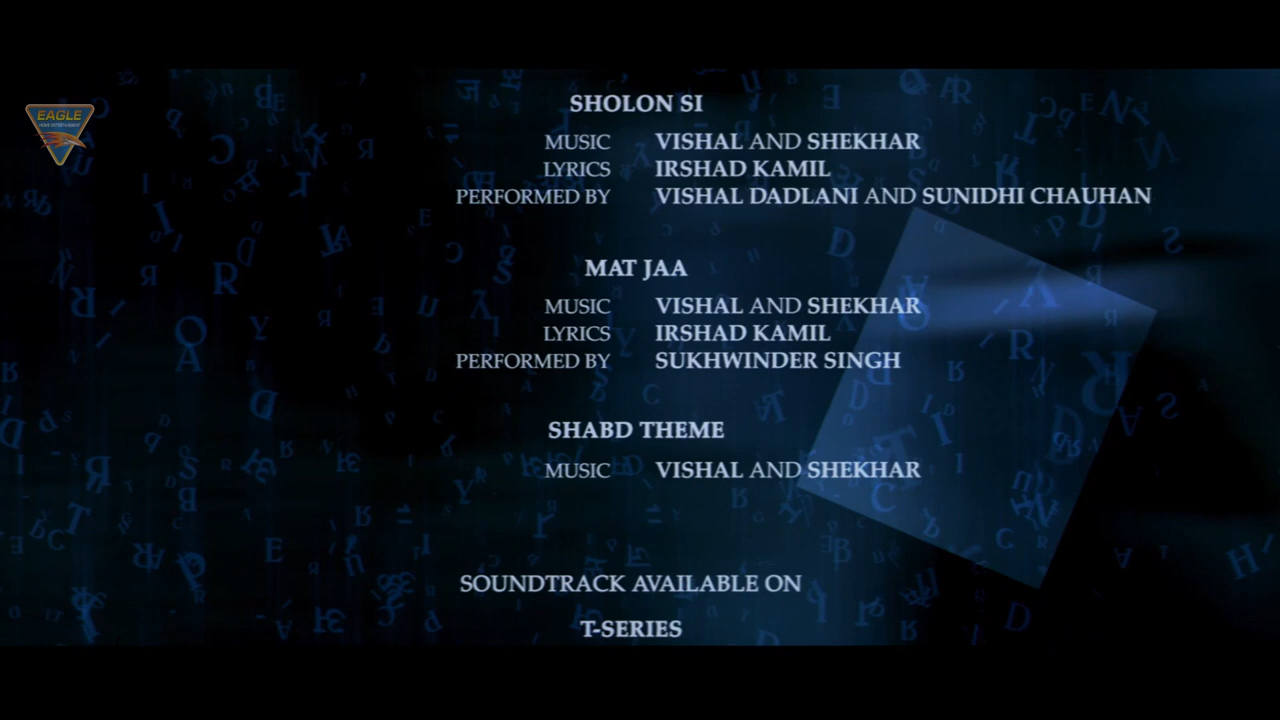 EAGLE
HOME ENTERTAINMENT
SHOLON SI
MUSIC VISHAL AND SHEKHAR
LYRICS IRSHAD KAMIL
PERFORMED BY VISHAL DADLANI AND SUNIDHI CHAUHAN
MAT JAA
MUSIC VISHAL AND SHEKHAR
LYRICS IRSHAD KAMIL
PERFORMED BY SUKHWINDER SINGH
SHABD THEME
MUSIC VISHAL AND SHEKHAR
SOUNDTRACK AVAILABLE ON
T-SERIES